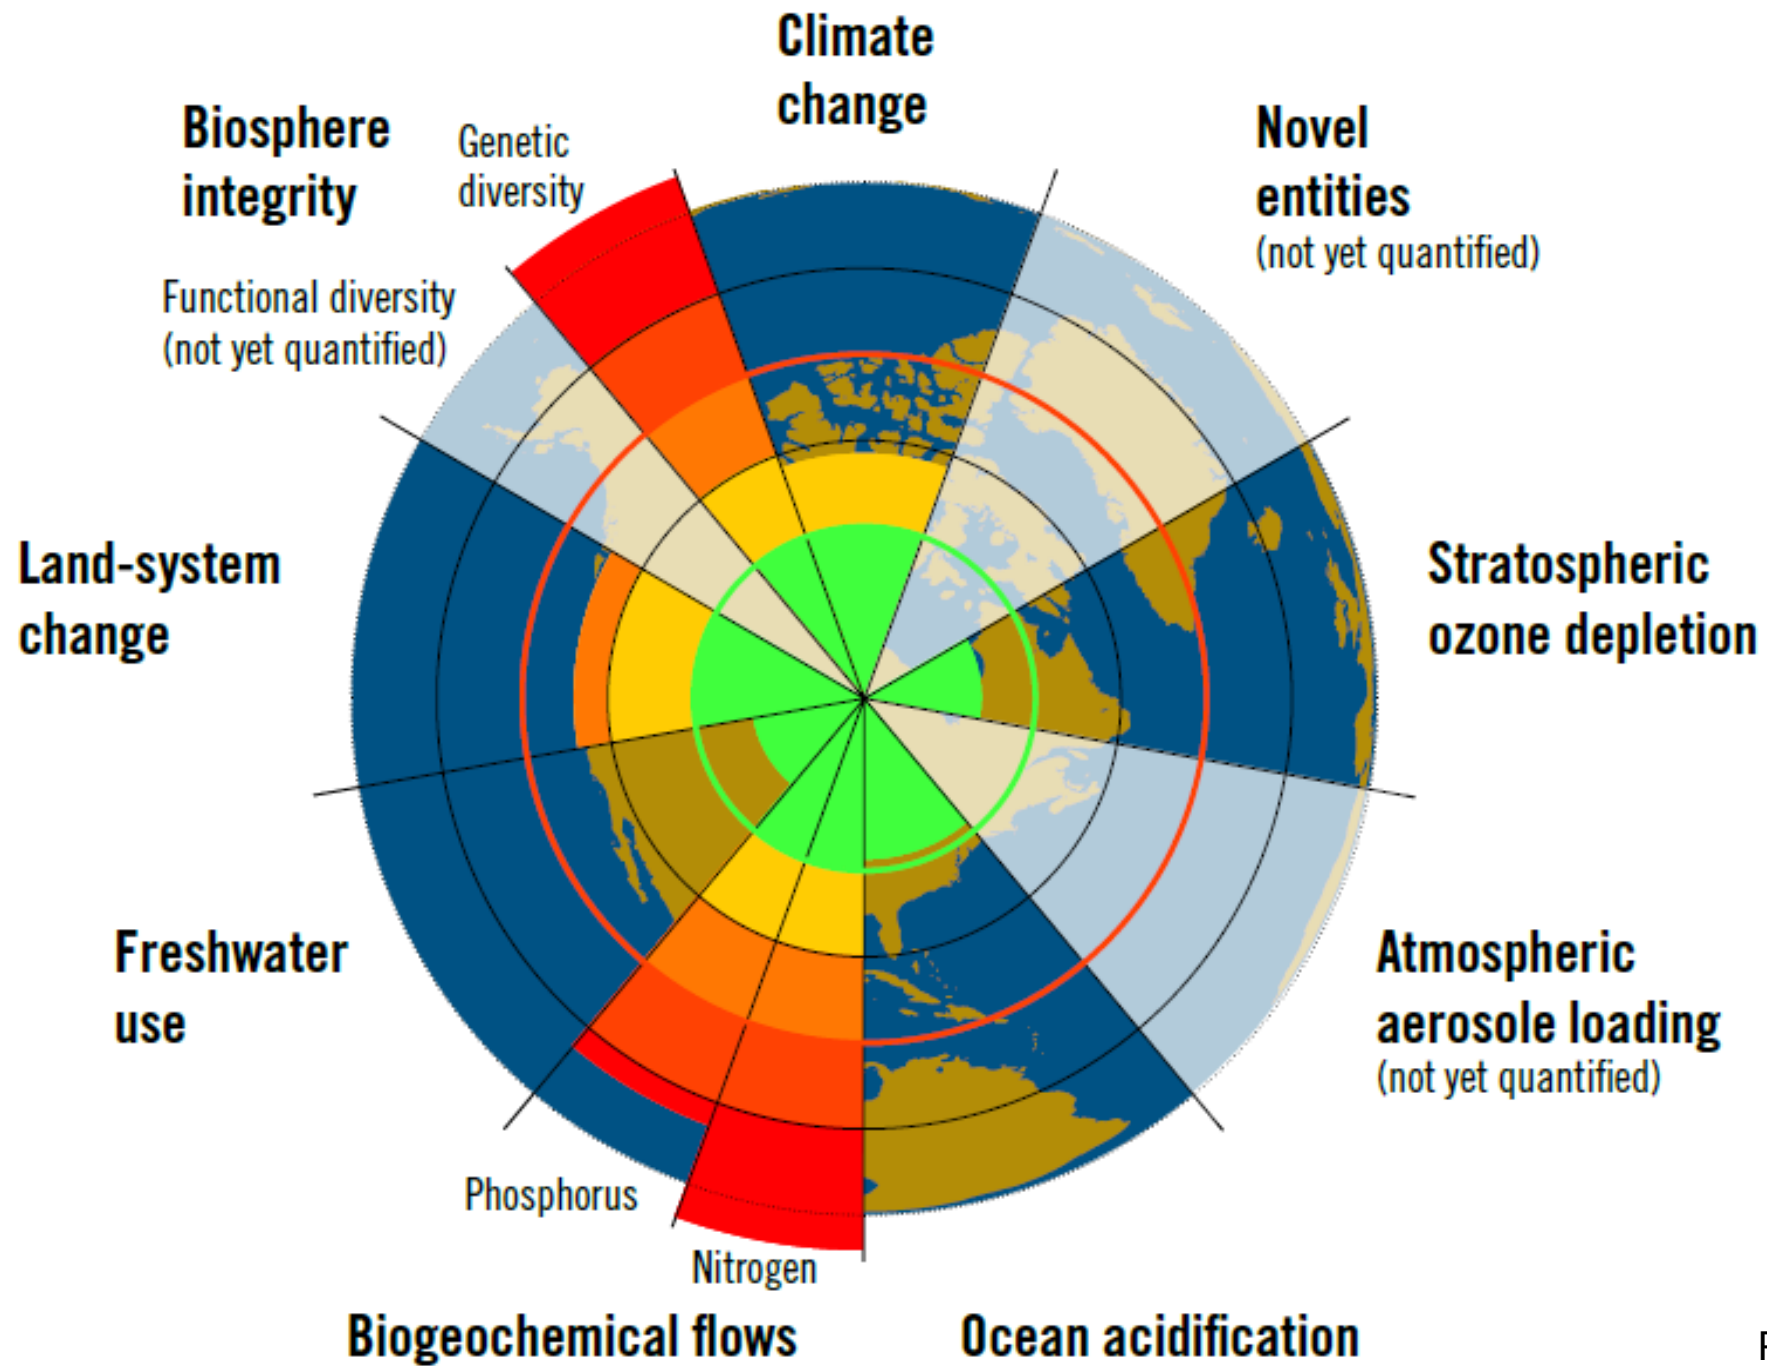 Climate
change
Biosphere
integrity
Genetic
diversity
Functional diversity
(not yet quantified)
Novel
entities
(not yet quantified)
Land-system
change
Stratospheric
ozone depletion
Freshwater
use
Atmospheric
aerosole loading
(not yet quantified)
Phosphorus
Nitrogen
Biogeochemical flows
Ocean acidification